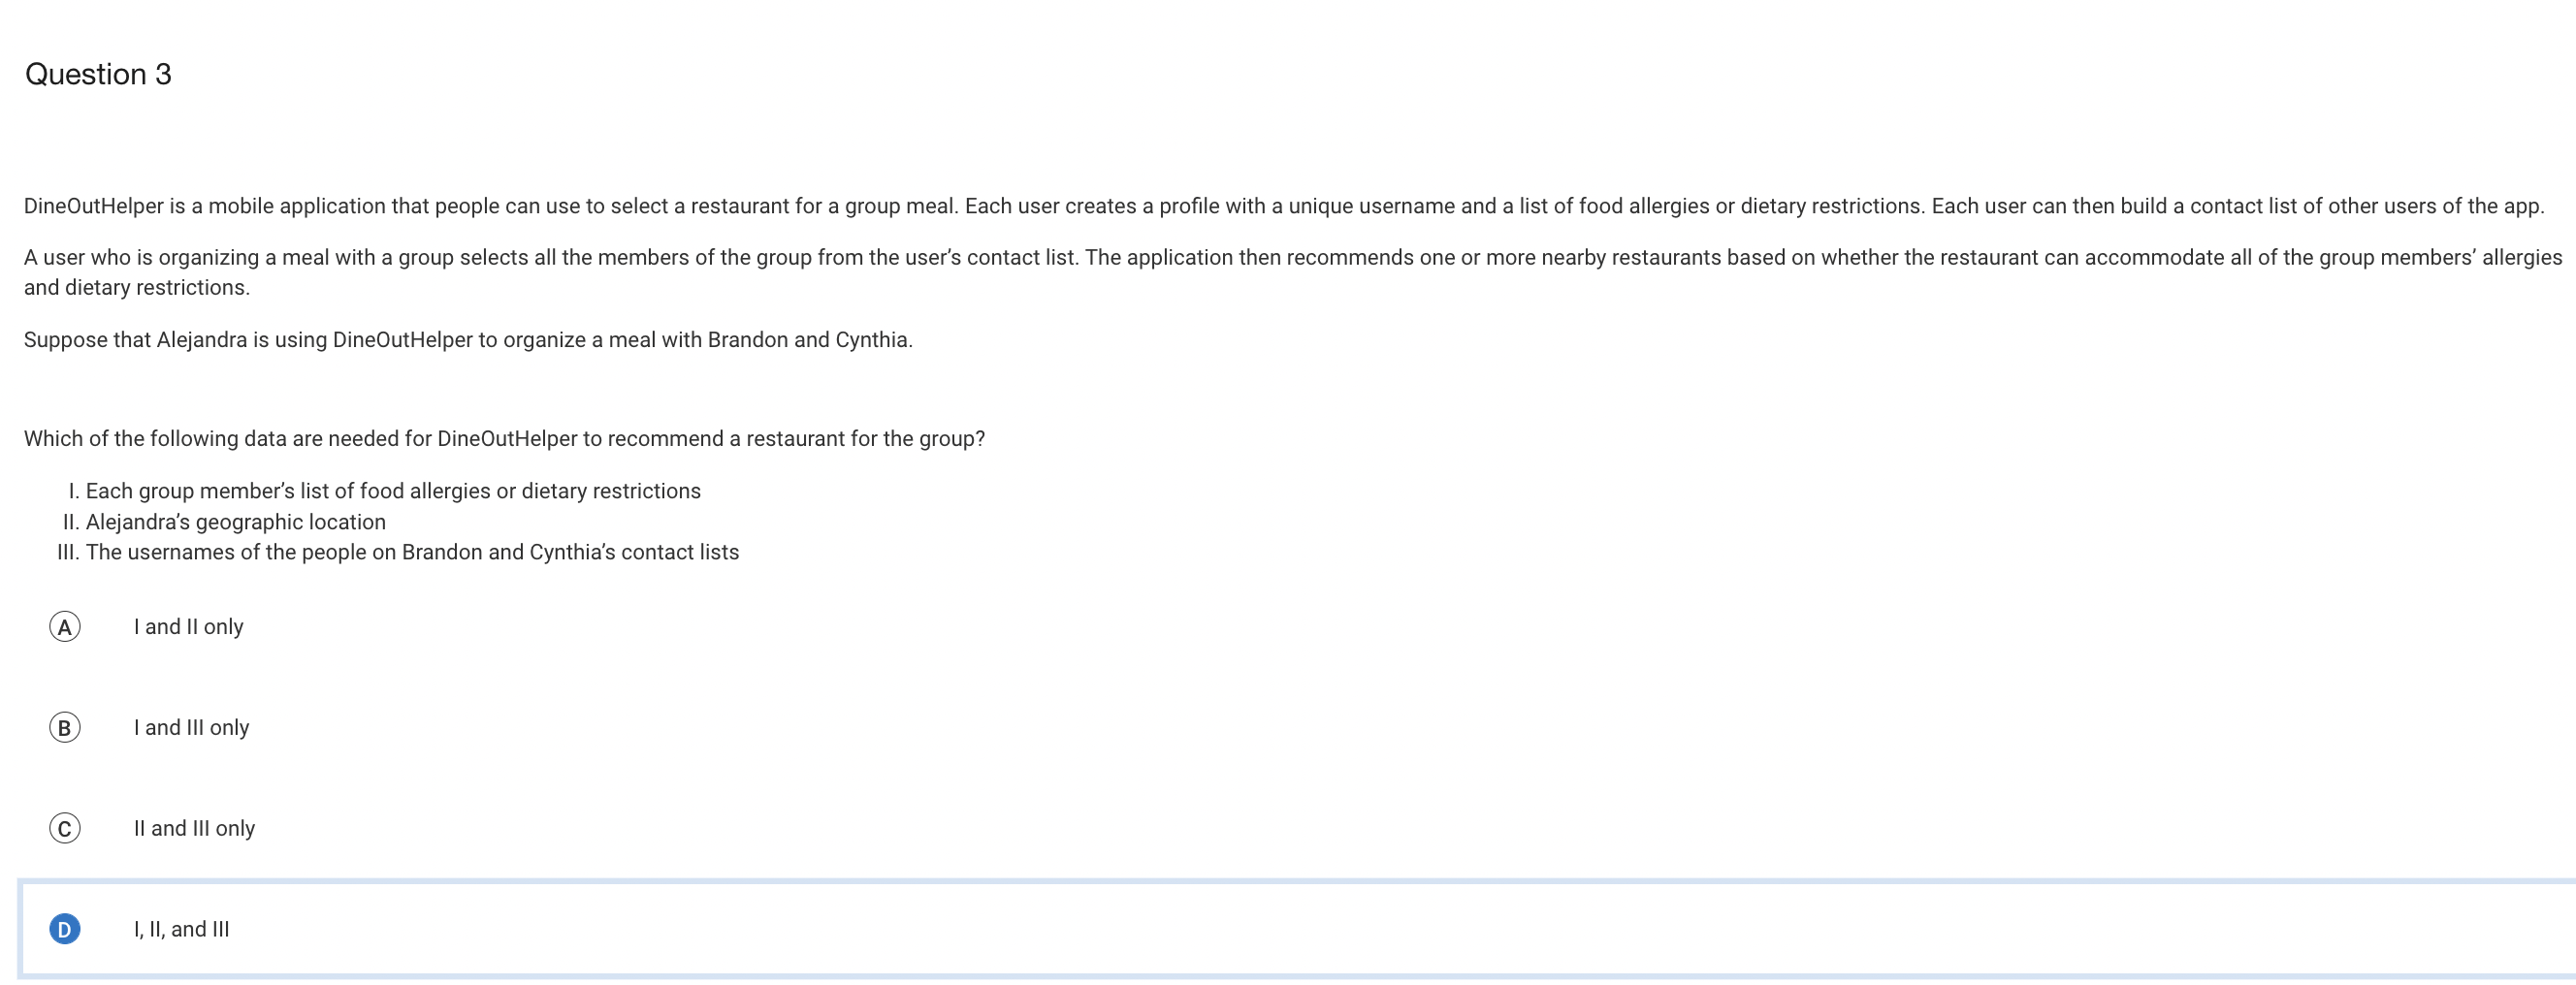 Question 3
DineOutHelper is a mobile application that people can use to select a restaurant for a group meal. Each user creates a profile with a unique username and a list of food allergies or dietary restrictions. Each user can then build a contact list of other users of the app.
A user who is organizing a meal with a group selects all the members of the group from the user’s contact list. The application then recommends one or more nearby restaurants based on whether the restaurant can accommodate all of the group members’ allergies
and dietary restrictions.
Suppose that Alejandra is using DineOutHelper to organize a meal with Brandon and Cynthia.
Which of the following data are needed for DineOutHelper to recommend a restaurant for the group?
I. Each group member’s list of food allergies or dietary restrictions
II. Alejandra’s geographic location
III. The usernames of the people on Brandon and Cynthia’s contact lists
A I and II only
B I and III only
C II and III only
D I, II, and III